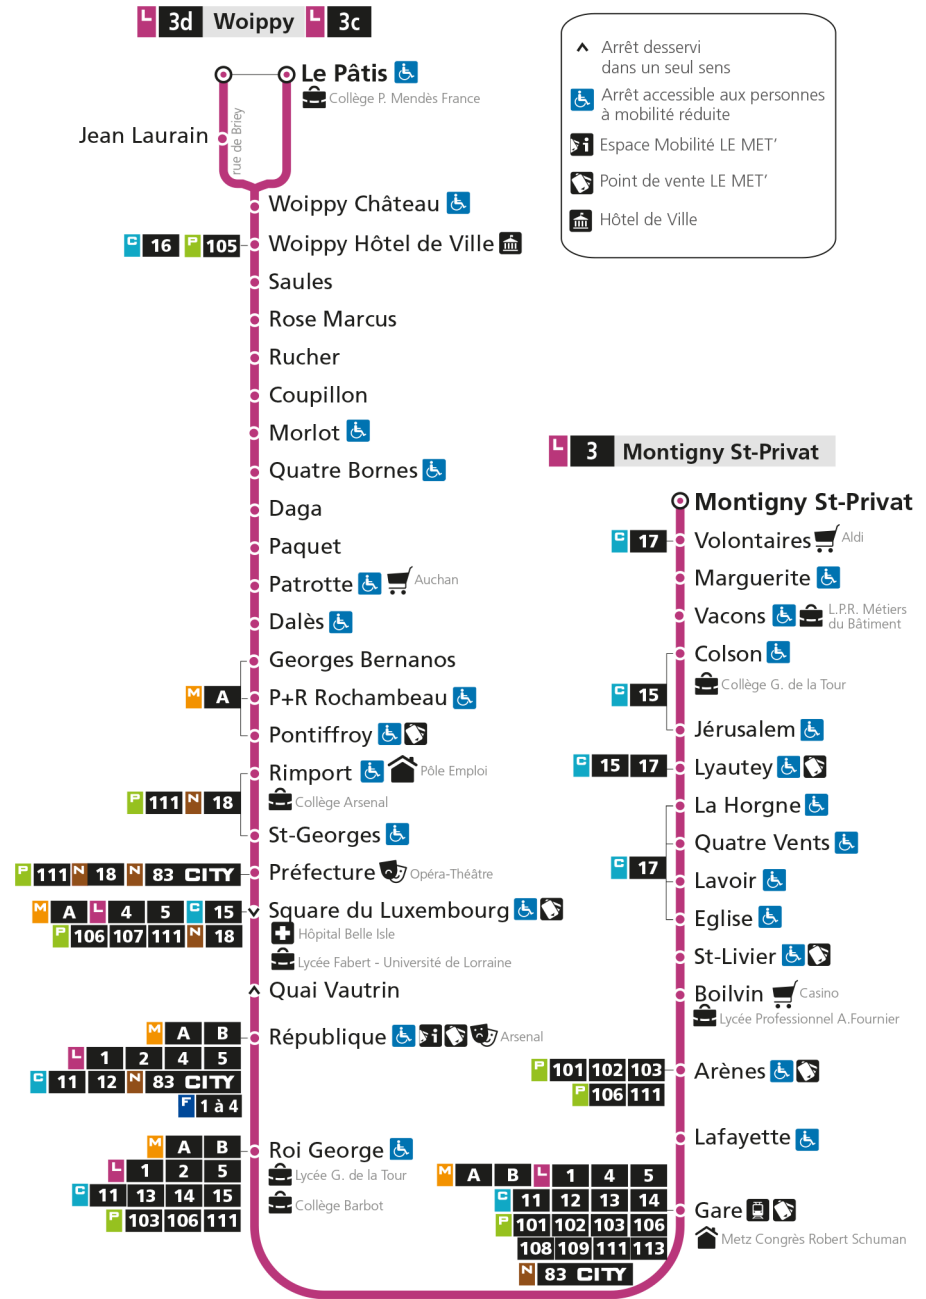 L 3d Woippy L 3c
Le Pâtis
Collège P. Mendès France
Jean Laurain
rue de Briey
Arrêt desservi
dans un seul sens
Arrêt accessible aux personnes
à mobilité réduite
Espace Mobilité LE MET'
Point de vente LE MET'
Hôtel de Ville
Woippy Château
C 16 P 105 Woippy Hôtel de Ville
Saules
Rose Marcus
Rucher
Coupillon
Morlot
Quatre Bornes
Daga
Paquet
Patrotte Auchan
Dalès
Georges Bernanos
M A P+R Rochambeau
Pontiffroy
Rimport Pôle Emploi
P 111 N 18 Collège Arsenal
St-Georges
P 111 N 18 N 83 CITY Préfecture Opéra-Théâtre
M A L 4 5 C 15 Square du Luxembourg
P 106 107 111 N 18 Hôpital Belle Isle
Lycée Fabert - Université de Lorraine
Quai Vautrin
M A B République Arsenal
L 1 2 4 5
C 11 12 N 83 CITY
F 1 à 4
M A B Roi George
L 1 2 5 Lycée G. de la Tour
C 11 13 14 15 Collège Barbot
P 103 106 111
L 3 Montigny St-Privat
Montigny St-Privat
C 17 Volontaires Aldi
Marguerite
Vacons L.P.R. Métiers
du Bâtiment
Colson
C 15 Collège G. de la Tour
Jérusalem
C 15 17 Lyautey
La Horgne
Quatre Vents
C 17 Lavoir
Eglise
St-Livier
Boilvin Casino
Lycée Professionnel A.Fournier
P 101 102 103 Arènes
P 106 111
Lafayette
M A B L 1 4 5
C 11 12 13 14 Gare
P 101 102 103 106 Metz Congrès Robert Schuman
108 109 111 113
N 83 CITY